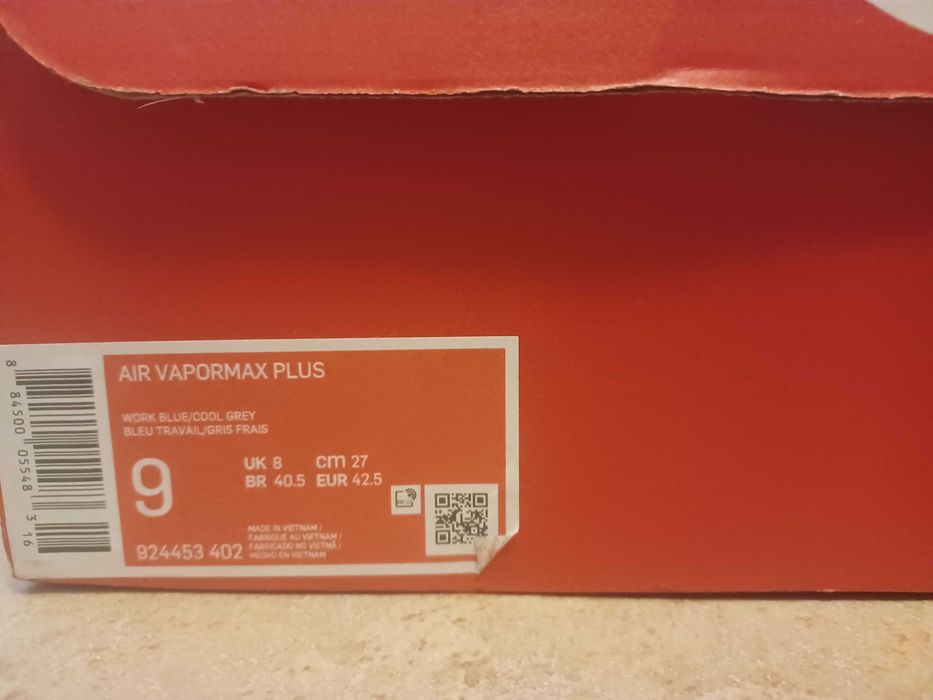 AIR VAPORMAX PLUS
WORK BLUE/COOL GREY
BLEU TRAVAIL/GRIS FRAIS
9
UK 8 cm 27
BR 40.5 EUR 42.5
MADE IN VIETNAM /
FABRIQUÉ AU VIETNAM /
FABRICADO NO VIETNÃ /
HECHO EN VIETNAM
924453 402
8 84500 05548 3 16